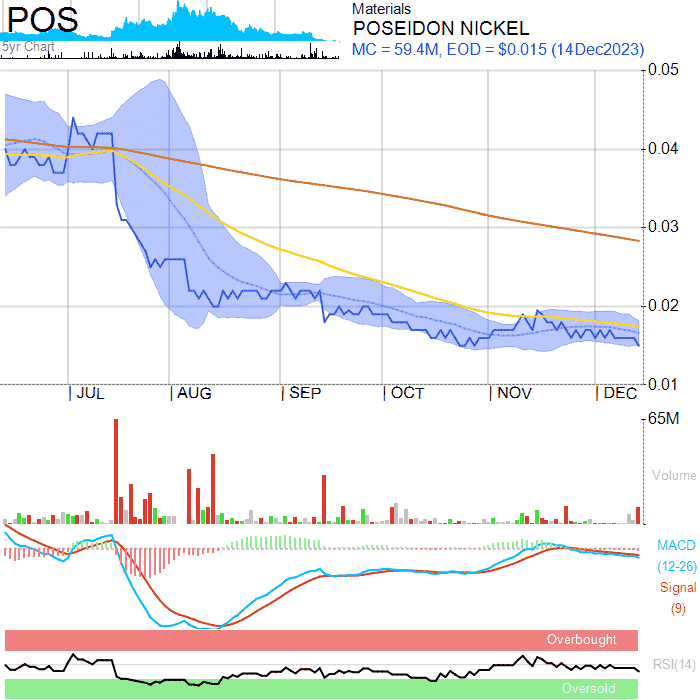 POS
5yr Chart
Materials
POSEIDON NICKEL
MC = 59.4M, EOD = $0.015 (14Dec2023)
0.05
0.04
0.03
0.02
0.01
JUL AUG SEP OCT NOV DEC
65M
Volume
MACD
(12-26)
Signal
(9)
Overbought
RSI(14)
Oversold